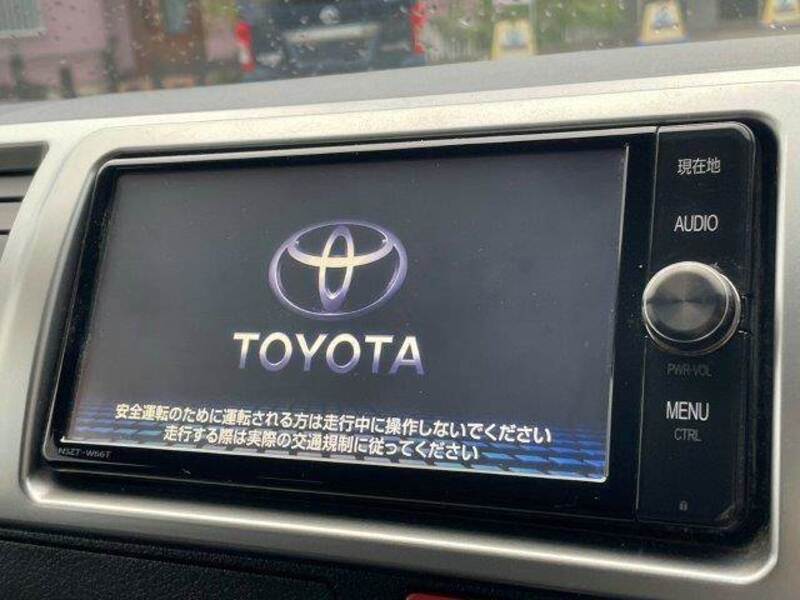 現在地
AUDIO
TOYOTA
PWR•VOL
安全運転のために運転される方は走行中に操作しないでください
MENU
走行する際は実際の交通規制に従ってください
CTRL
NSZT-W66T